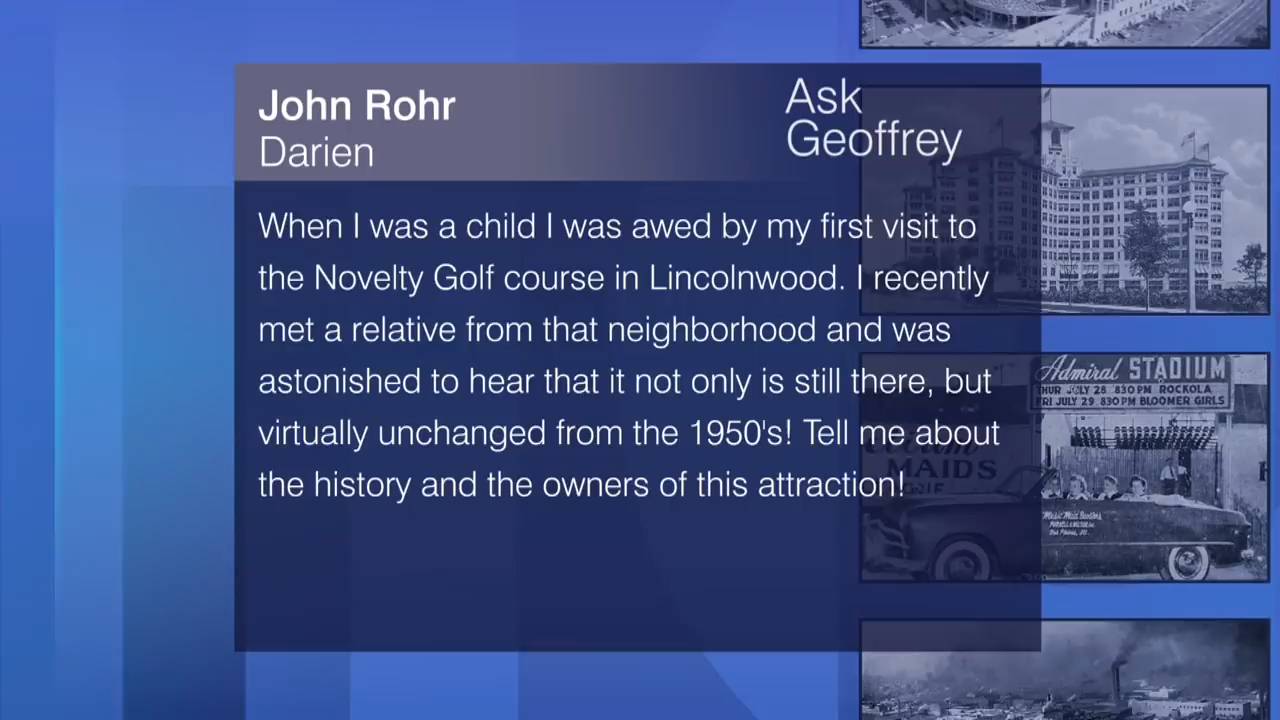 John Rohr
Darien
Ask
Geoffrey
When I was a child I was awed by my first visit to
the Novelty Golf course in Lincolnwood. I recently
met a relative from that neighborhood and was
astonished to hear that it not only is still there, but
virtually unchanged from the 1950's! Tell me about
the history and the owners of this attraction!
Admiral STADIUM
THUR JULY 28 830 PM ROCKOLA
FRI JULY 29 830 PM BLOOMER GIRLS
MAIDS